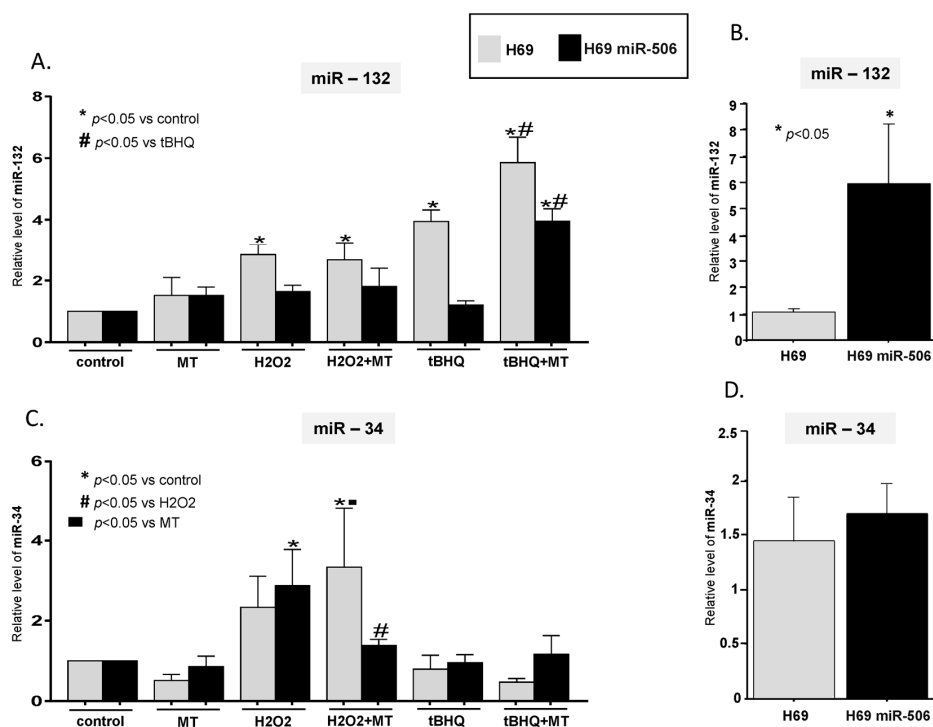 H69 H69 miR-506
A.
miR – 132
* p<0.05 vs control
# p<0.05 vs tBHQ
Relative level of miR-132
8
6
4
2
0
* * * *# *#
control MT H2O2 H2O2+MT tBHQ tBHQ+MT
B.
miR – 132
* p<0.05
*
Relative level of miR-132
9
8
7
6
5
4
3
2
1
0
H69 H69 miR-506
C.
miR – 34
* p<0.05 vs control
# p<0.05 vs H2O2
p<0.05 vs MT
Relative level of miR-34
6
4
2
0
* * #
control MT H2O2 H2O2+MT tBHQ tBHQ+MT
D.
miR – 34
Relative level of miR-34
2.5
2
1.5
1
0.5
0
H69 H69 miR-506